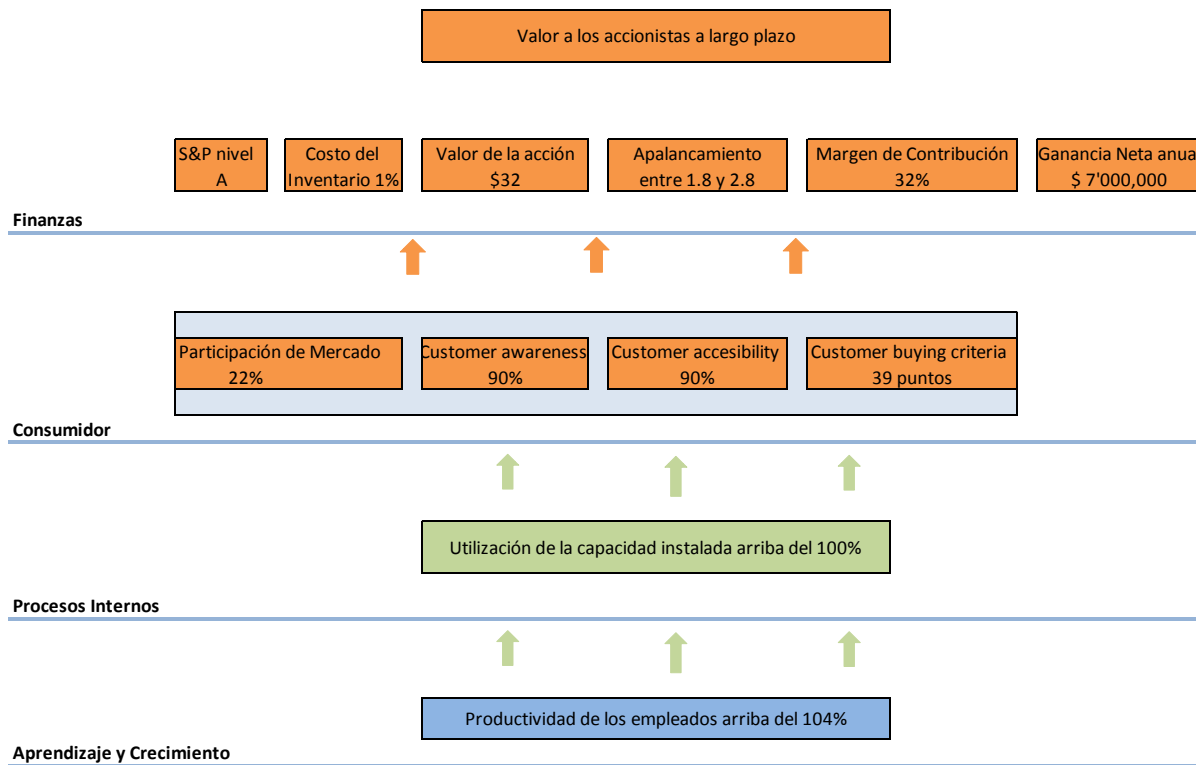 Valor a los accionistas a largo plazo
S&P nivel
A
Costo del
Inventario 1%
Valor de la acción
$32
Apalancamiento
entre 1.8 y 2.8
Margen de Contribución
32%
Ganancia Neta anua
$ 7'000,000
Finanzas
Participación de Mercado
22%
Customer awareness
90%
Customer accesibility
90%
Customer buying criteria
39 puntos
Consumidor
Utilización de la capacidad instalada arriba del 100%
Procesos Internos
Productividad de los empleados arriba del 104%
Aprendizaje y Crecimiento